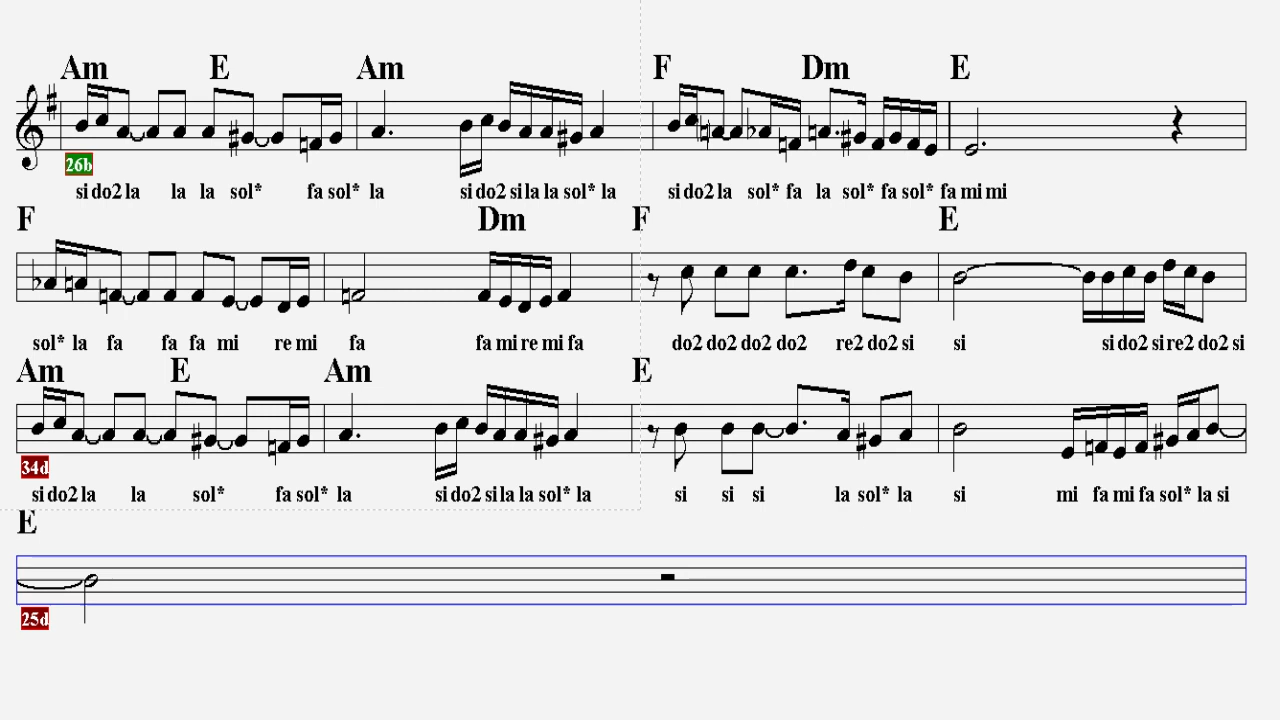 Am E Am F Dm E
26b
si do2 la la la sol* fa sol* la si do2 si la la sol* la si do2 la sol* fa la sol* fa sol* fa mi mi
F Dm F E
sol* la fa fa fa mi re mi fa fa mi re mi fa do2 do2 do2 do2 re2 do2 si si si do2 si re2 do2 si
Am E Am E
34d
si do2 la la sol* fa sol* la si do2 si la la sol* la si si si la sol* la si mi fa mi fa sol* la si
E
25d